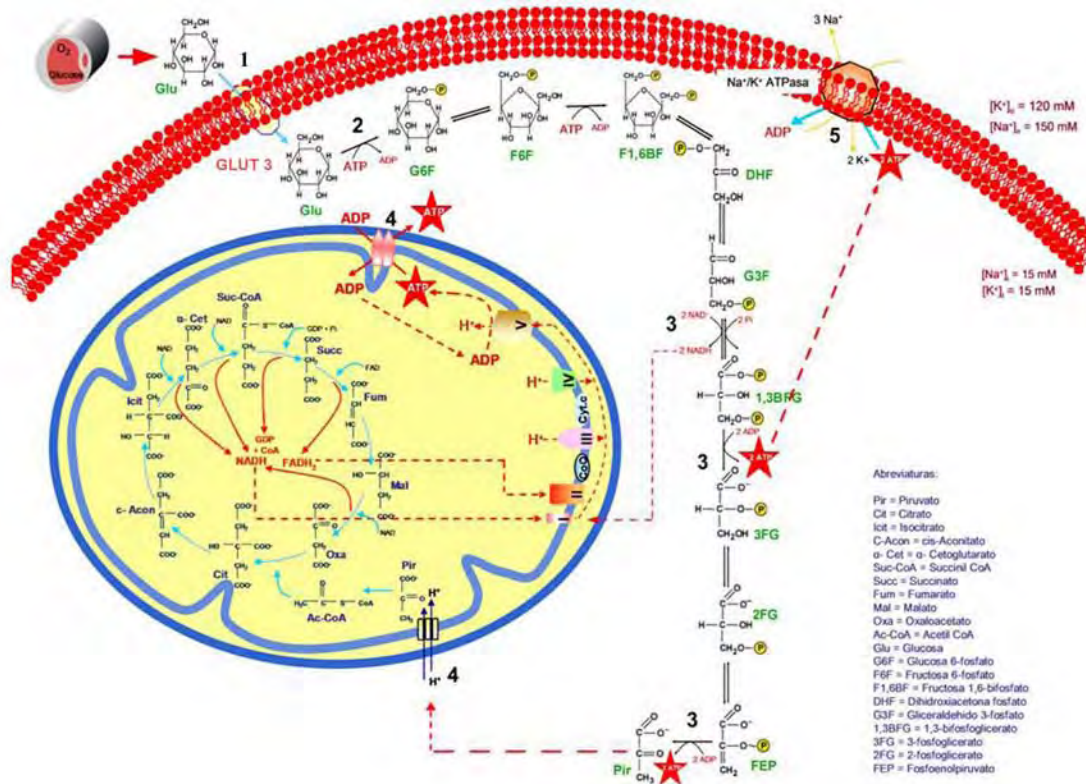 O₂
Glucosa
CH₂OH
Glu
1
GLUT 3
CH₂OH
Glu
2
ATP
ADP
G6F
F6F
ATP
ADP
F1,6BF
Na⁺/K⁺ ATPasa
3 Na⁺
ADP
5
2 K+
2 ATP
[K⁺]ₑ = 120 mM
[Na⁺]ₑ = 150 mM
[Na⁺]ᵢ = 15 mM
[K⁺]ᵢ = 15 mM
DHF
G3F
3
2 NAD⁺
2 Pi
2 NADH
1,3BFG
3
2 ADP
2 ATP
3FG
2FG
FEP
3
2 ADP
2 ATP
Pir
ADP
4
ATP
ADP
ATP
ADP
H⁺
V
H⁺
IV
Cyt.c
H⁺
III
CoQ
II
I
Suc-CoA
α- Cet
NAD
NAD
GDP + Pi
Succ
FAD
Fum
Icit
GDP
+ CoA
NADH
FADH₂
Mal
NAD
c- Acon
Oxa
Cit
Pir
Ac-CoA
H⁺
H⁺
4
Abreviaturas:
Pir = Piruvato
Cit = Citrato
Icit = Isocitrato
C-Acon = cis-Aconitato
α- Cet = α- Cetoglutarato
Suc-CoA = Succinil CoA
Succ = Succinato
Fum = Fumarato
Mal = Malato
Oxa = Oxaloacetato
Ac-CoA = Acetil CoA
Glu = Glucosa
G6F = Glucosa 6-fosfato
F6F = Fructosa 6-fosfato
F1,6BF = Fructosa 1,6-bifosfato
DHF = Dihidroxiacetona fosfato
G3F = Gliceraldehido 3-fosfato
1,3BFG = 1,3-bifosfoglicerato
3FG = 3-fosfoglicerato
2FG = 2-fosfoglicerato
FEP = Fosfoenolpiruvato